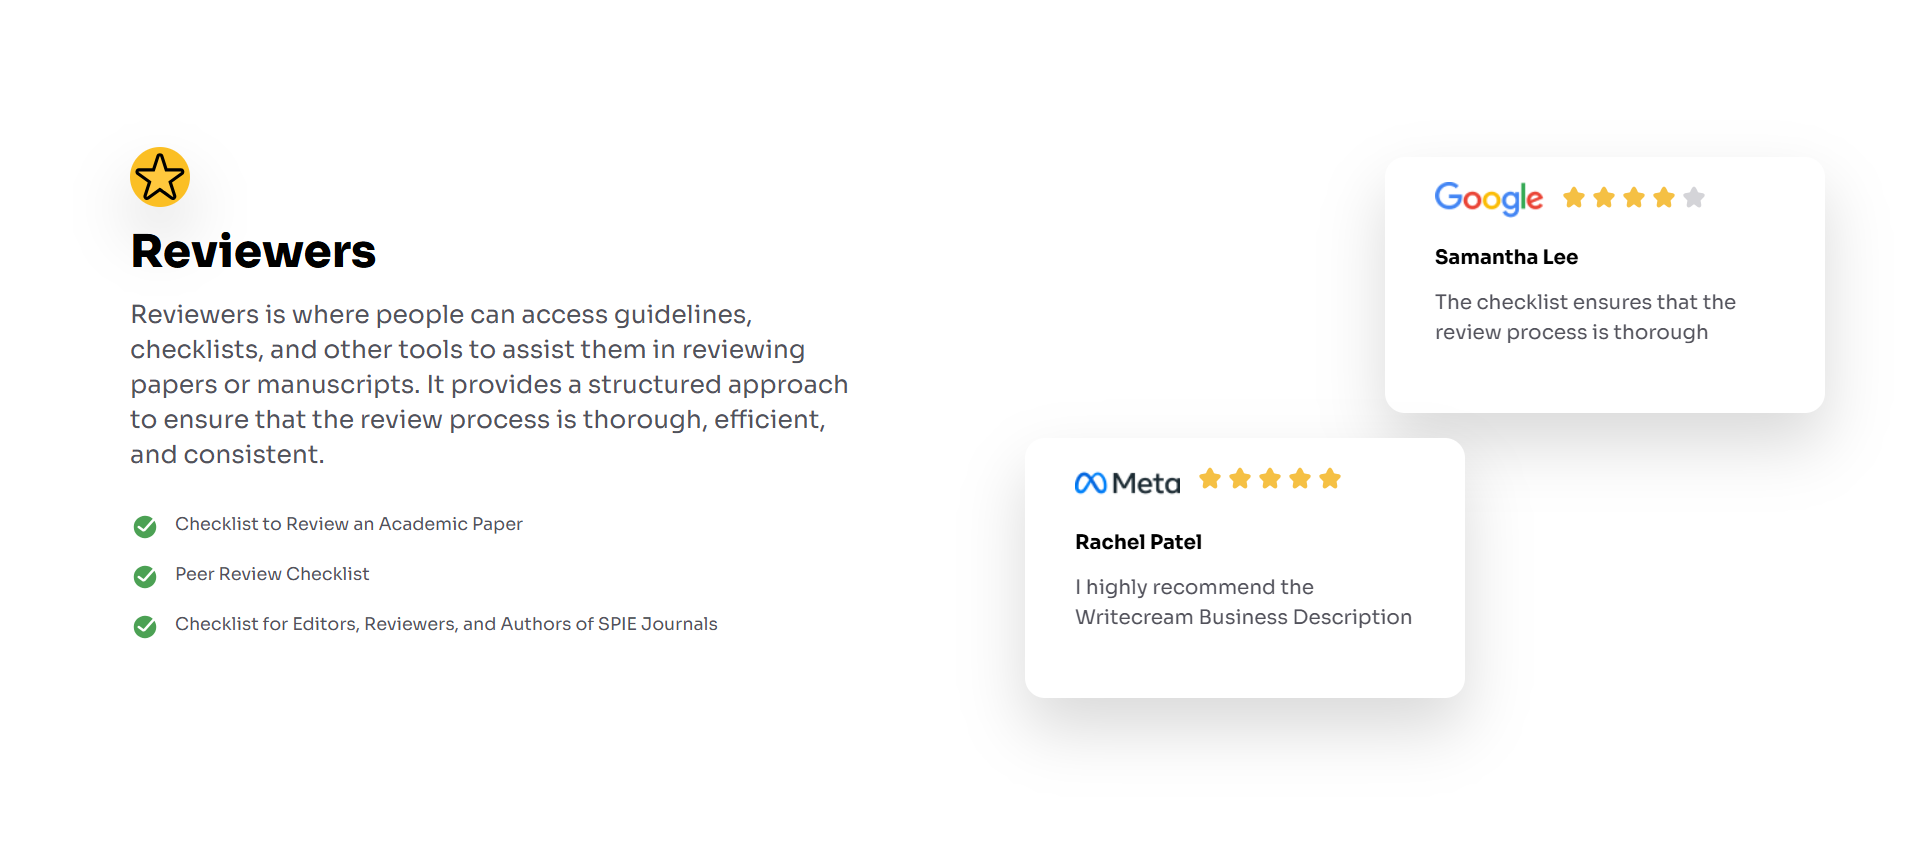 Reviewers
Reviewers is where people can access guidelines,
checklists, and other tools to assist them in reviewing
papers or manuscripts. It provides a structured approach
to ensure that the review process is thorough, efficient,
and consistent.
Checklist to Review an Academic Paper
Peer Review Checklist
Checklist for Editors, Reviewers, and Authors of SPIE Journals
Google
Samantha Lee
The checklist ensures that the
review process is thorough
Meta
Rachel Patel
I highly recommend the
Writecream Business Description